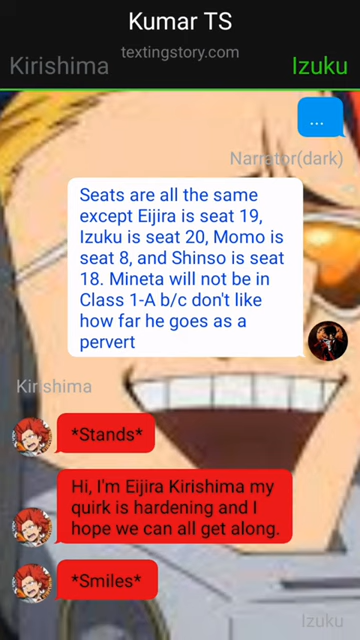 Kumar TS
textingstory.com
Kirishima
Izuku
...
Narrator(dark)
Seats are all the same
except Eijira is seat 19,
Izuku is seat 20, Momo is
seat 8, and Shinso is seat
18. Mineta will not be in
Class 1-A b/c don't like
how far he goes as a
pervert
Kirishima
*Stands*
Hi, I'm Eijira Kirishima my
quirk is hardening and I
hope we can all get along.
*Smiles*
Izuku